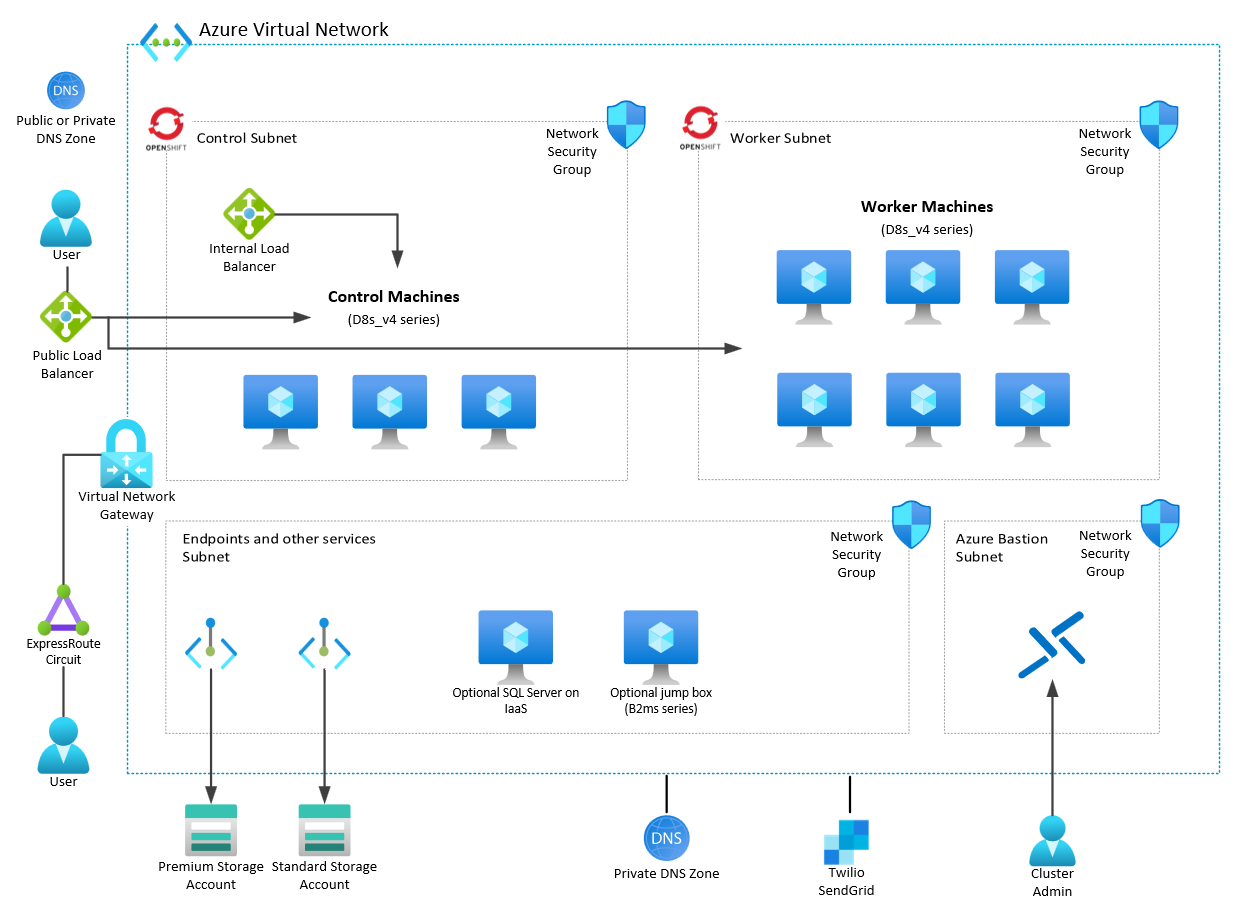 Azure Virtual Network
DNS
Public or Private
DNS Zone
OPENSHIFT
Control Subnet
Network
Security
Group
OPENSHIFT
Worker Subnet
Network
Security
Group
User
Internal Load
Balancer
Control Machines
(D8s_v4 series)
Worker Machines
(D8s_v4 series)
Public Load
Balancer
Virtual Network
Gateway
Endpoints and other services
Subnet
Network
Security
Group
Azure Bastion
Subnet
Network
Security
Group
ExpressRoute
Circuit
Optional SQL Server on
IaaS
Optional jump box
(B2ms series)
User
Premium Storage
Account
Standard Storage
Account
DNS
Private DNS Zone
Twilio
SendGrid
Cluster
Admin